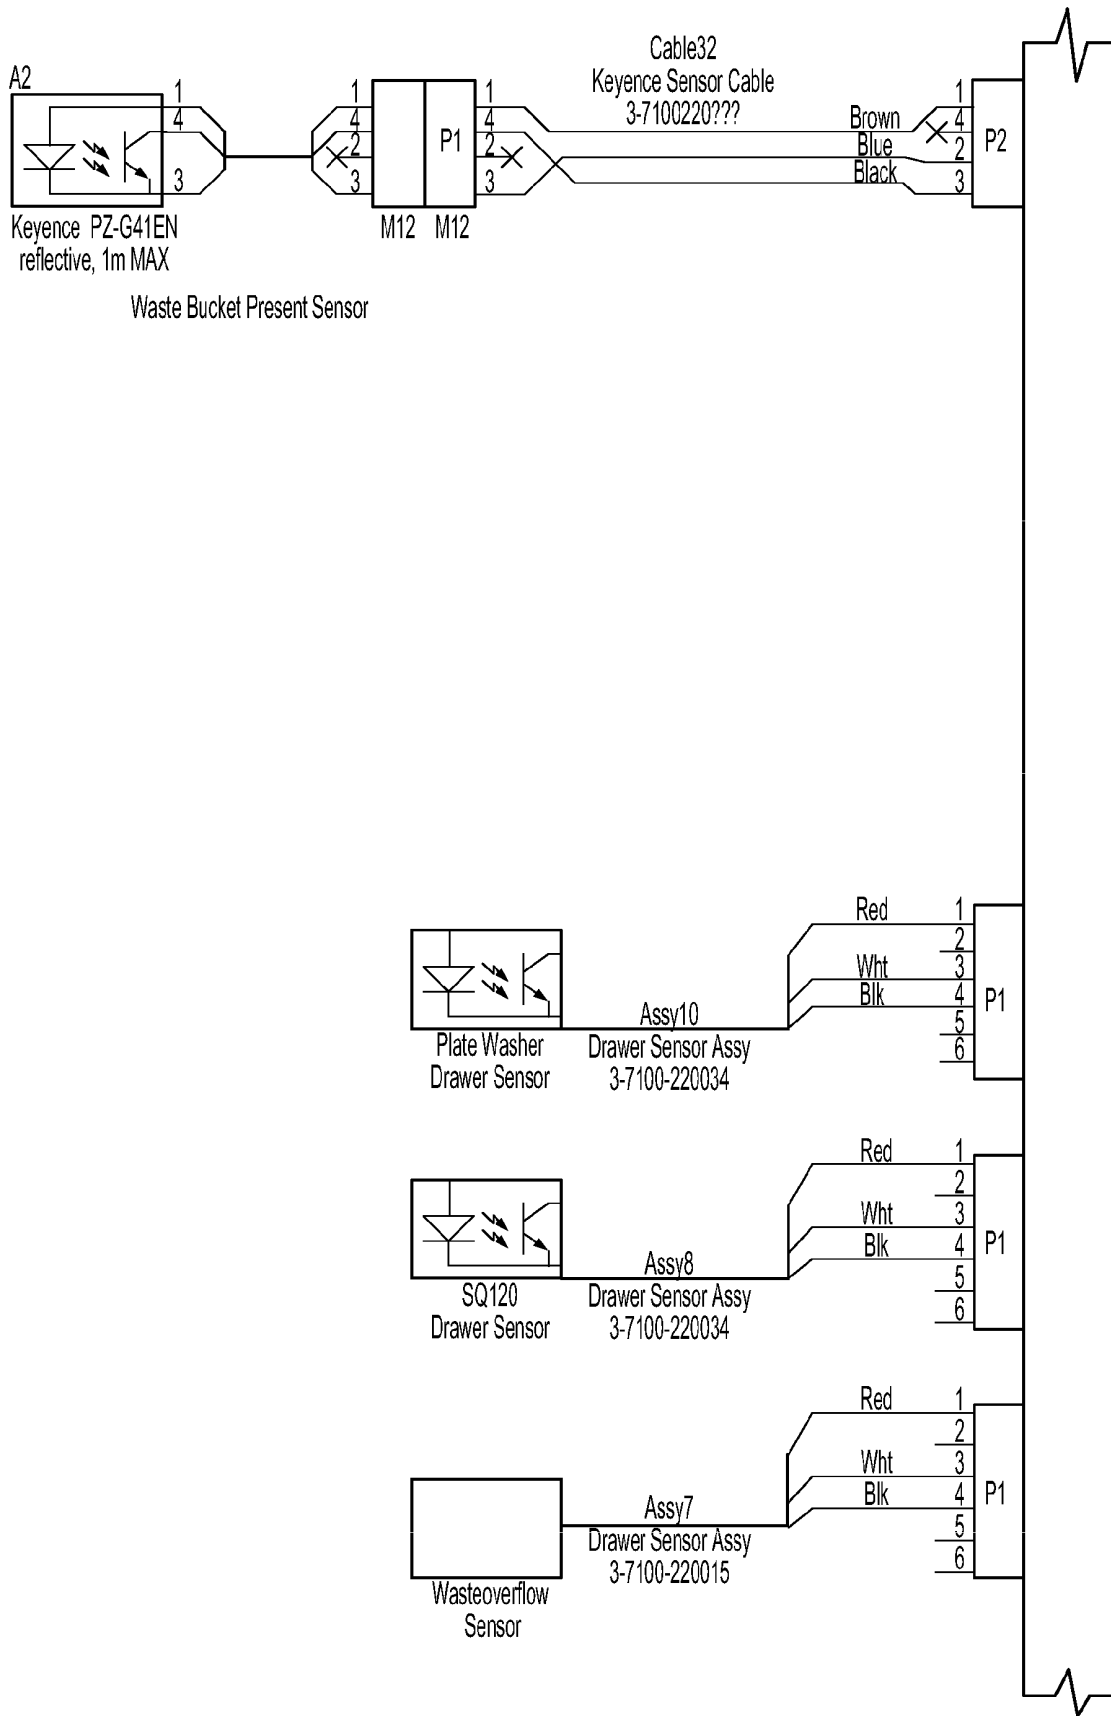 A2
1
4
3
Keyence PZ-G41EN
reflective, 1m MAX
Waste Bucket Present Sensor
1
4
2
3
P1
1
4
2
3
M12 M12
Cable32
Keyence Sensor Cable
3-7100220???
Brown
Blue
Black
1
4
2
3
P2
Plate Washer
Drawer Sensor
Assy10
Drawer Sensor Assy
3-7100-220034
Red
Wht
Blk
1
2
3
4
5
6
P1
SQ120
Drawer Sensor
Assy8
Drawer Sensor Assy
3-7100-220034
Red
Wht
Blk
1
2
3
4
5
6
P1
Wasteoverflow
Sensor
Assy7
Drawer Sensor Assy
3-7100-220015
Red
Wht
Blk
1
2
3
4
5
6
P1